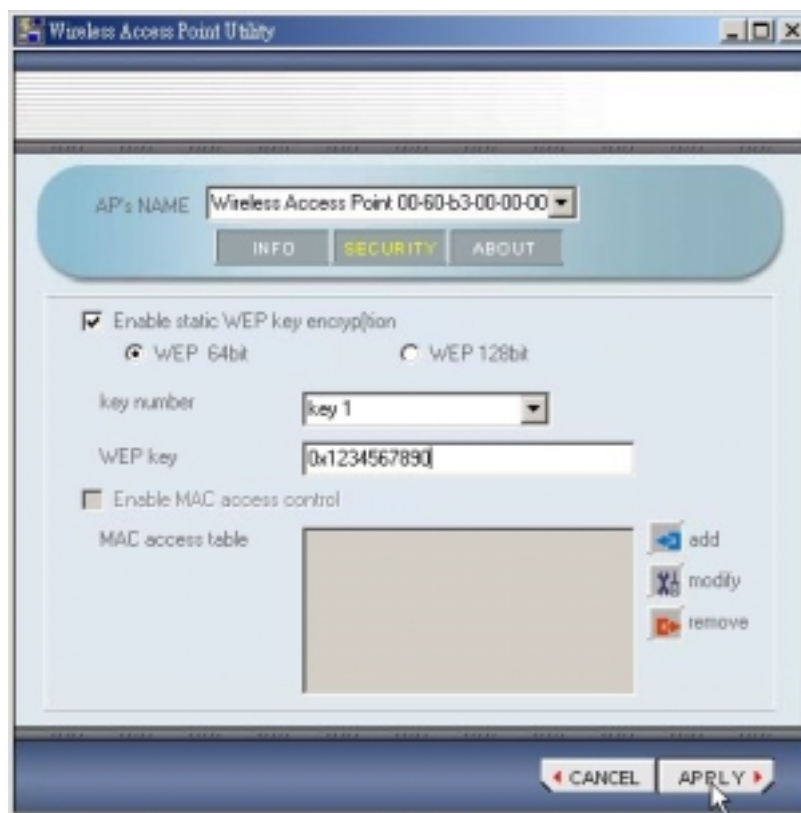 Wireless Access Point Utility
AP's NAME
Wireless Access Point 00-60-b3-00-00-00
INFO
SECURITY
ABOUT
Enable static WEP key encryption
WEP 64bit
WEP 128bit
key number
key 1
WEP key
0x1234567890
Enable MAC access control
MAC access table
add
modify
remove
CANCEL
APPLY